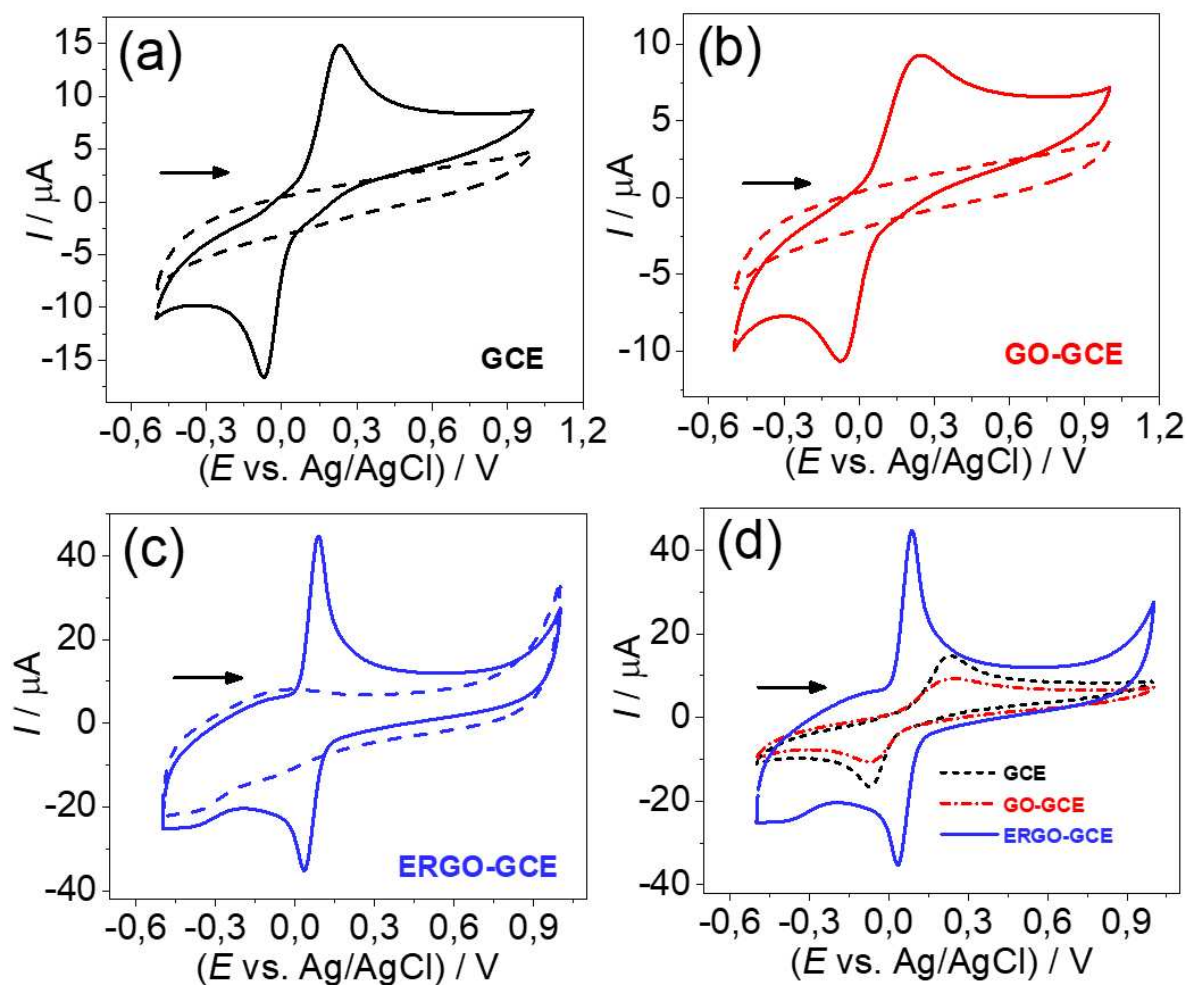 (a)
15
10
5
0
-5
-10
-15
I / µA
GCE
-0,6 -0,3 0,0 0,3 0,6 0,9 1,2
(E vs. Ag/AgCl) / V
(b)
10
5
0
-5
-10
I / µA
GO-GCE
-0,6 -0,3 0,0 0,3 0,6 0,9 1,2
(E vs. Ag/AgCl) / V
(c)
40
20
0
-20
-40
I / µA
ERGO-GCE
-0,6 -0,3 0,0 0,3 0,6 0,9
(E vs. Ag/AgCl) / V
(d)
40
20
0
-20
-40
I / µA
GCE
GO-GCE
ERGO-GCE
-0,6 -0,3 0,0 0,3 0,6 0,9
(E vs. Ag/AgCl) / V